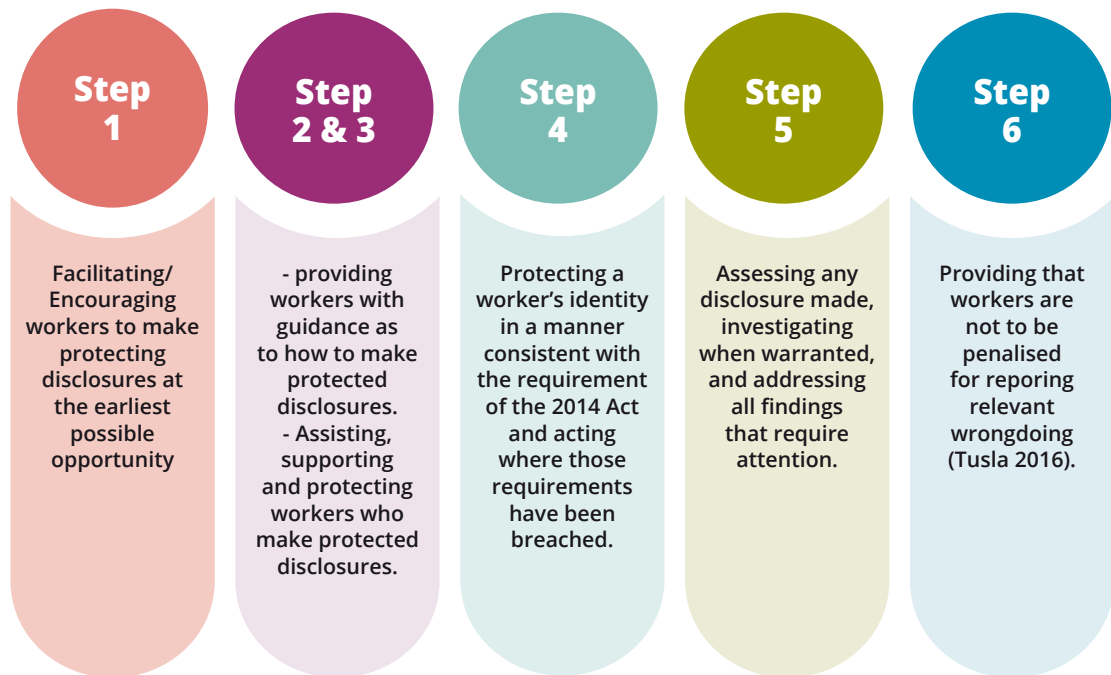 Step
1
Facilitating/
Encouraging
workers to make
protecting
disclosures at
the earliest
possible
opportunity
Step
2 & 3
- providing
workers with
guidance as
to how to make
protected
disclosures.
- Assisting,
supporting
and protecting
workers who
make protected
disclosures.
Step
4
Protecting a
worker’s identity
in a manner
consistent with
the requirement
of the 2014 Act
and acting
where those
requirements
have been
breached.
Step
5
Assessing any
disclosure made,
investigating
when warranted,
and addressing
all findings
that require
attention.
Step
6
Providing that
workers are
not to be
penalised
for reporing
relevant
wrongdoing
(Tusla 2016).